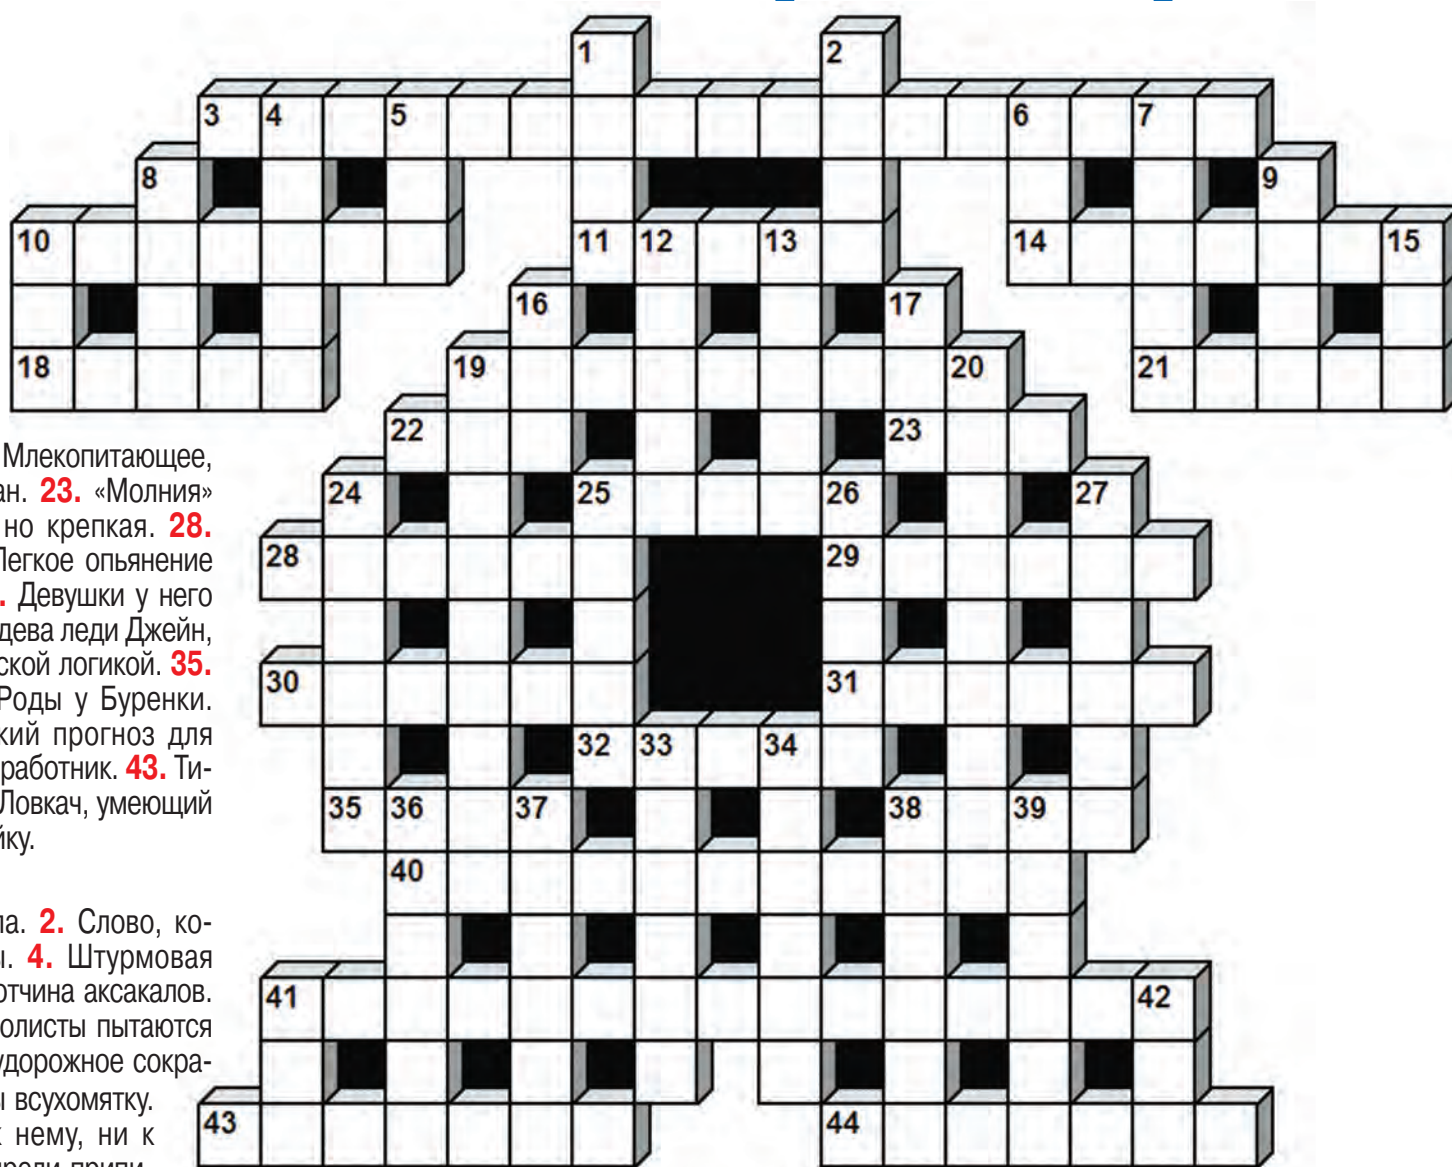 1 2
3 4 5 6 7
8 9
10 11 12 13 14 15
16 17
18 19 20 21
22 23
24 25 26 27
28 29
30 31
32 33 34
35 36 37 38 39
40
41 42
43 44
Млекопитающее,
ан. 23. «Молния»
но крепкая. 28.
Легкое опьянение
. Девушки у него
дева леди Джейн,
ской логикой. 35.
Роды у Буренки.
кий прогноз для
работник. 43. Ти-
Ловкач, умеющий
йку.
ла. 2. Слово, ко-
ы. 4. Штурмовая
отчина аксакалов.
олисты пытаются
удорожное сокра-
ы всухомятку.
к нему, ни к